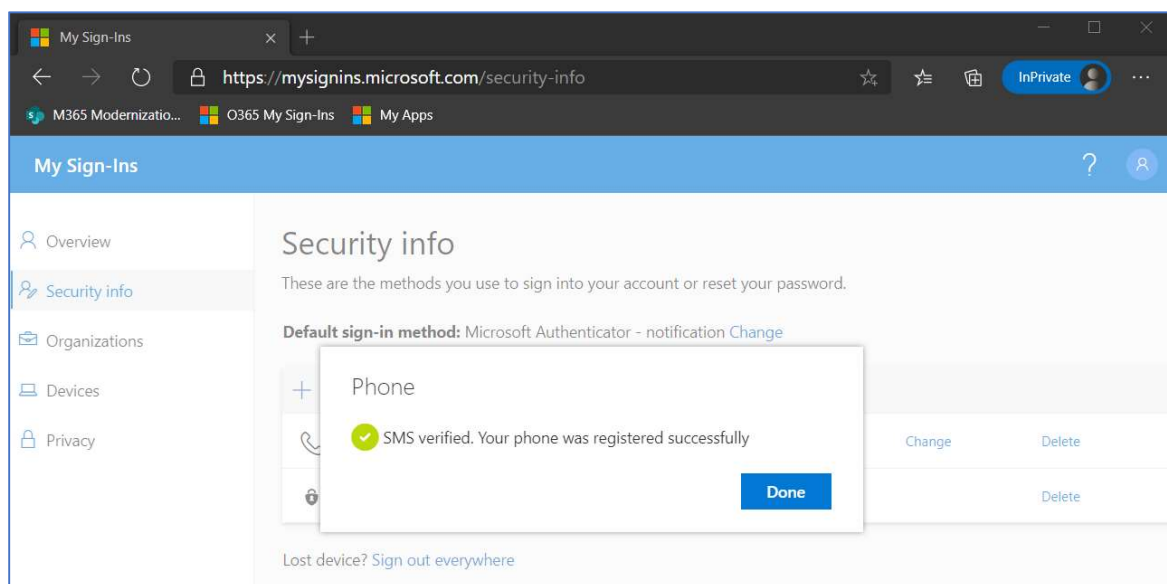 My Sign-Ins
https://mysignins.microsoft.com/security-info
InPrivate
M365 Modernizatio... O365 My Sign-Ins My Apps
My Sign-Ins
?
Overview
Security info
Organizations
Devices
Privacy
Security info
These are the methods you use to sign into your account or reset your password.
Default sign-in method: Microsoft Authenticator - notification Change
Phone
SMS verified. Your phone was registered successfully
Done
Change Delete
Delete
Lost device? Sign out everywhere